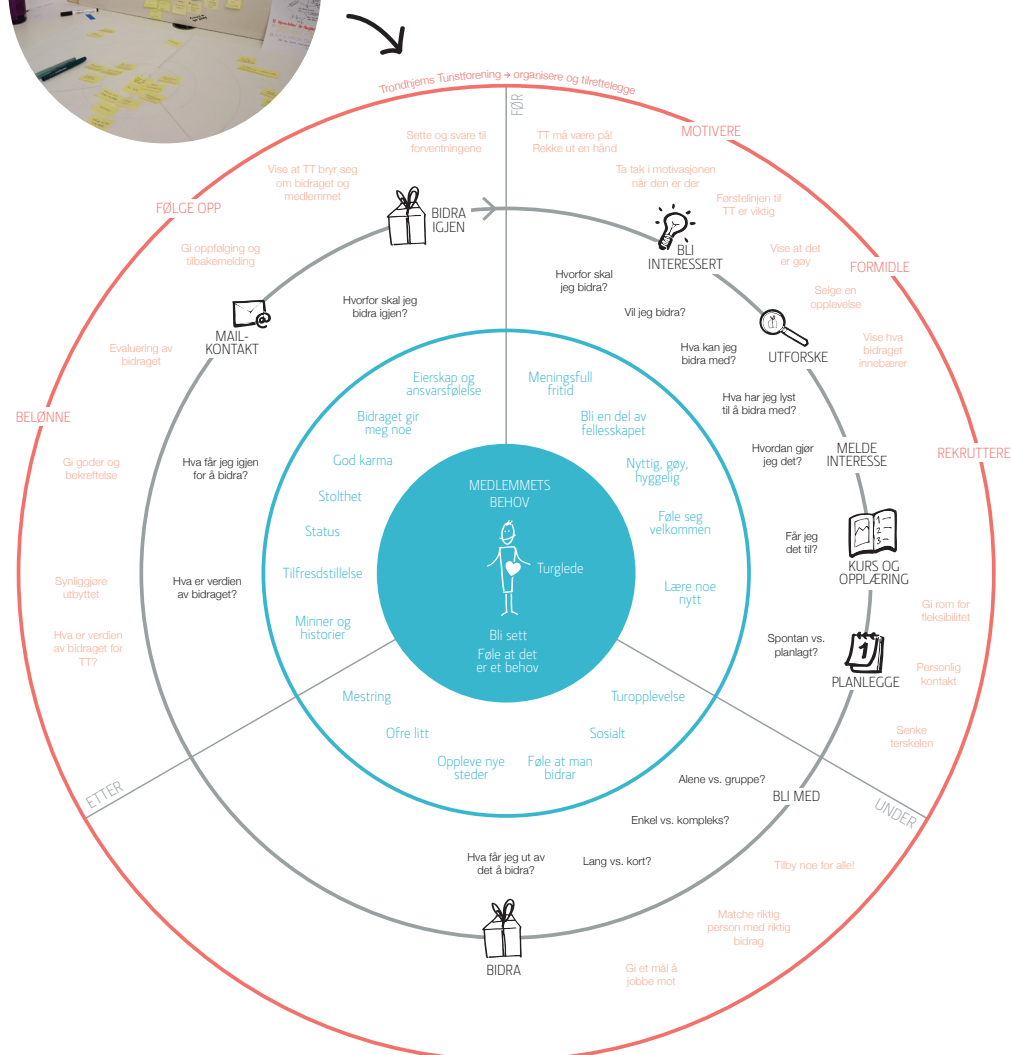 Trondhjems Turistforening → organisere og tilrettelegge
FØR
MOTIVERE
TT må være på!
Rekke ut en hånd
Ta tak i motivasjonen
når den er der
Førstelinjen til
TT er viktig
Vise at det
er gøy
FORMIDLE
Selge en
opplevelse
Vise hva
bidraget
innebærer
REKRUTTERE
Gi rom for
fleksibilitet
Personlig
kontakt
Senke
terskelen
UNDER
Tilby noe for alle!
Matche riktig
person med riktig
bidrag
Gi et mål å
jobbe mot
ETTER
Hva er verdien
av bidraget for
TT?
Synliggjøre
utbyttet
Gi goder og
bekreftelse
BELØNNE
Evaluering av
bidraget
Gi oppfølging og
tilbakemelding
FØLGE OPP
Vise at TT bryr seg
om bidraget og
medlemmet
Sette og svare til
forventningene
BLI
INTERESSERT
UTFORSKE
MELDE
INTERESSE
KURS OG
OPPLÆRING
1
2
3
PLANLEGGE
1
BLI MED
BIDRA
MAIL-
KONTAKT
@
BIDRA
IGJEN
Hvorfor skal
jeg bidra?
Vil jeg bidra?
Hva kan jeg
bidra med?
Hva har jeg lyst
til å bidra med?
Hvordan gjør
jeg det?
Får jeg
det til?
Spontan vs.
planlagt?
Alene vs. gruppe?
Enkel vs. kompleks?
Lang vs. kort?
Hva får jeg ut av
det å bidra?
Hva er verdien
av bidraget?
Hva får jeg igjen
for å bidra?
Hvorfor skal jeg
bidra igjen?
Meningsfull
fritid
Bli en del av
fellesskapet
Nyttig, gøy,
hyggelig
Føle seg
velkommen
Lære noe
nytt
Turopplevelse
Sosialt
Føle at man
bidrar
Oppleve nye
steder
Ofre litt
Mestring
Minner og
historier
Tilfredstillelse
Status
Stolthet
God karma
Bidraget gir
meg noe
Eierskap og
ansvarsfølelse
MEDLEMMETS
BEHOV
Turglede
Bli sett
Føle at det
er et behov